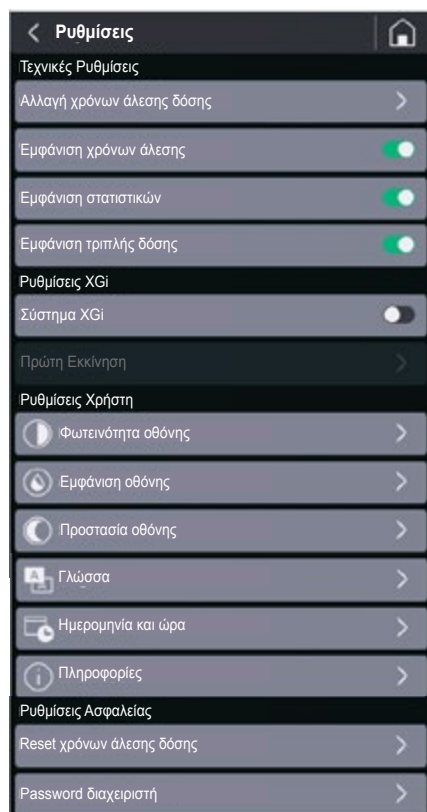 Ρυθμίσεις
Τεχνικές Ρυθμίσεις
Αλλαγή χρόνων άλεσης δόσης
Εμφάνιση χρόνων άλεσης
Εμφάνιση στατιστικών
Εμφάνιση τριπλής δόσης
Ρυθμίσεις XGi
Σύστημα XGi
Πρώτη Εκκίνηση
Ρυθμίσεις Χρήστη
Φωτεινότητα οθόνης
Εμφάνιση οθόνης
Προστασία οθόνης
Γλώσσα
Ημερομηνία και ώρα
Πληροφορίες
Ρυθμίσεις Ασφαλείας
Reset χρόνων άλεσης δόσης
Password διαχειριστή